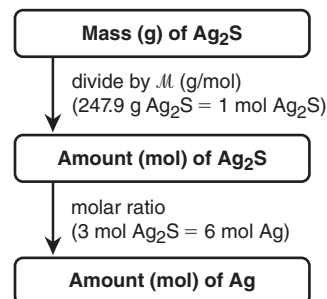 Mass (g) of Ag₂S
divide by ℳ (g/mol)
(247.9 g Ag₂S = 1 mol Ag₂S)
Amount (mol) of Ag₂S
molar ratio
(3 mol Ag₂S = 6 mol Ag)
Amount (mol) of Ag